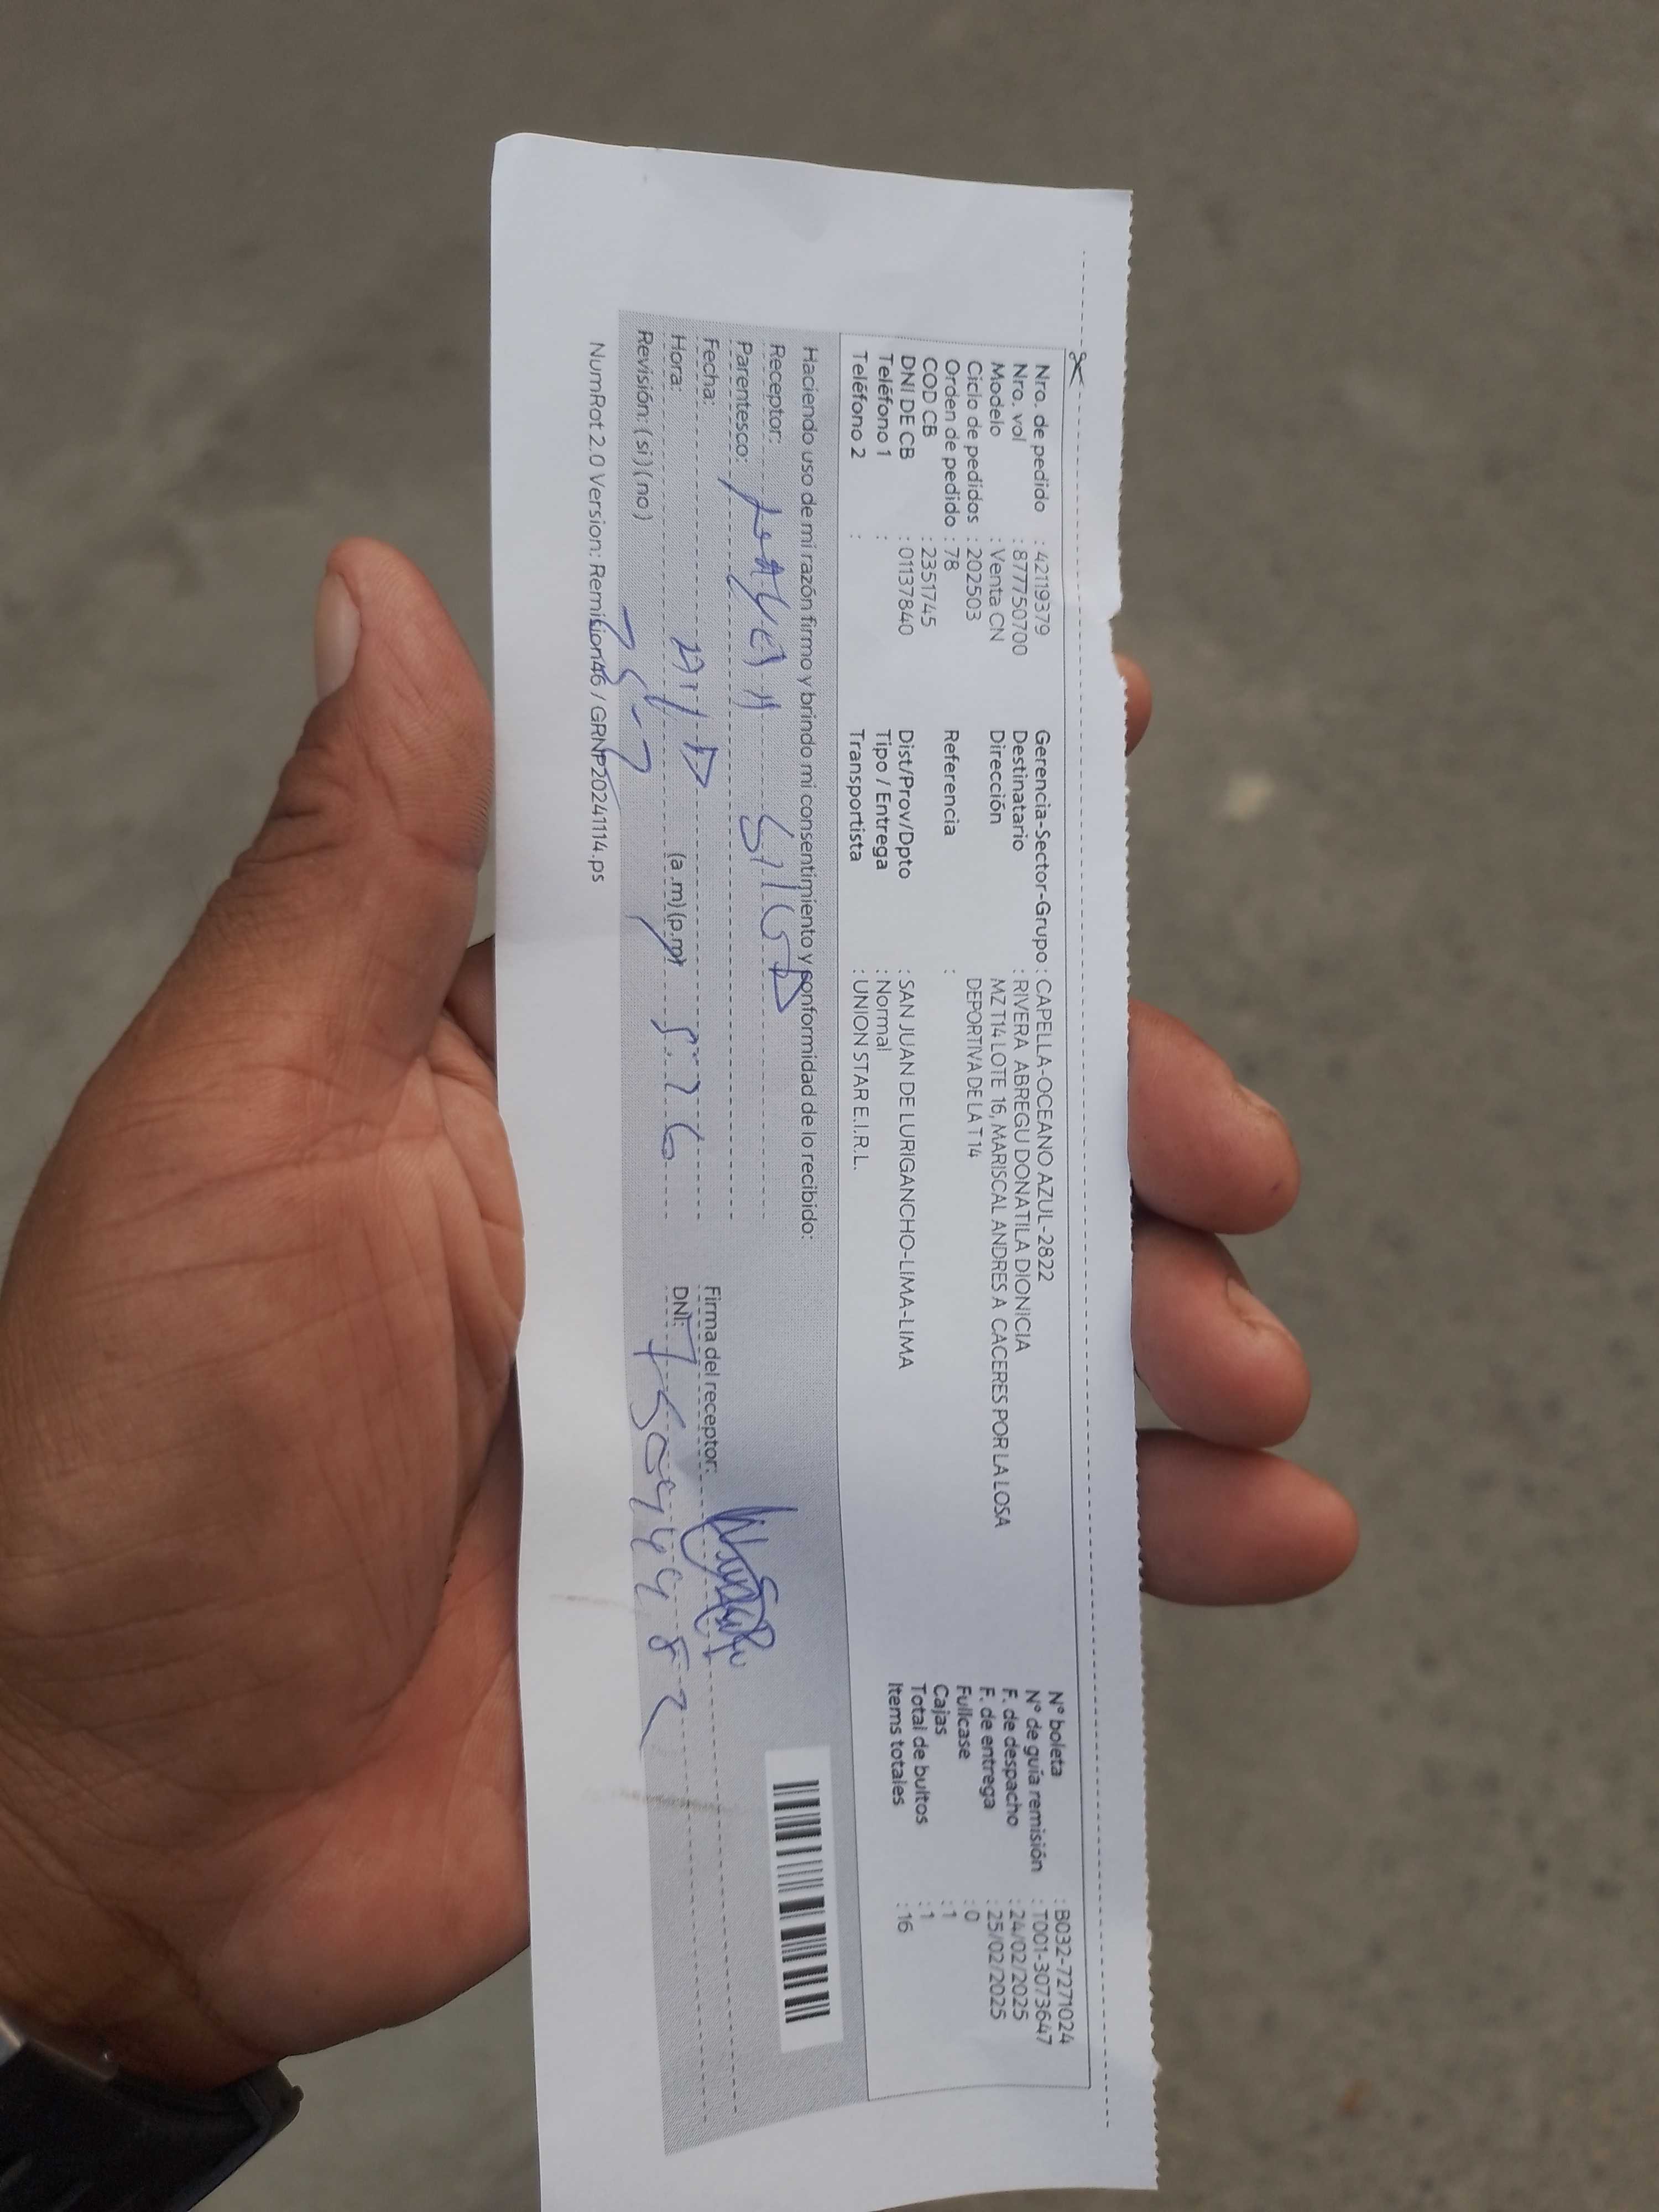 Nro. de pedido : 42119379
Nro. vol : 877750700
Modelo : Venta CN
Ciclo de pedidos : 202503
Orden de pedido : 78
COD CB : 2351745
DNI DE CB : 01137840
Teléfono 1 :
Teléfono 2 :
Gerencia-Sector-Grupo : CAPELLA-OCEANO AZUL-2822
Destinatario : RIVERA ABREGU DONATILA DIONICIA
Dirección MZ T14 LOTE 16, MARISCAL ANDRES A CACERES POR LA LOSA
DEPORTIVA DE LA T14
Referencia :
Dist/Prov/Dpto : SAN JUAN DE LURIGANCHO-LIMA-LIMA
Tipo / Entrega : Normal
Transportista : UNION STAR E.I.R.L.
N° boleta : B032-7271024
N° de guía remisión : T001-3073647
F. de despacho : 24/02/2025
F. de entrega : 25/02/2025
Fullcase : 0
Cajas : 1
Total de bultos : 1
Items totales : 16
Haciendo uso de mi razón firmo y brindo mi consentimiento y conformidad de lo recibido:
Receptor:
Parentesco:
Fecha:
Hora: (a.m) (p.m)
Revisión: (si) (no)
Firma del receptor:
DNI:
NumRot 2.0 Version: Remision46 / GRNP20241114.ps